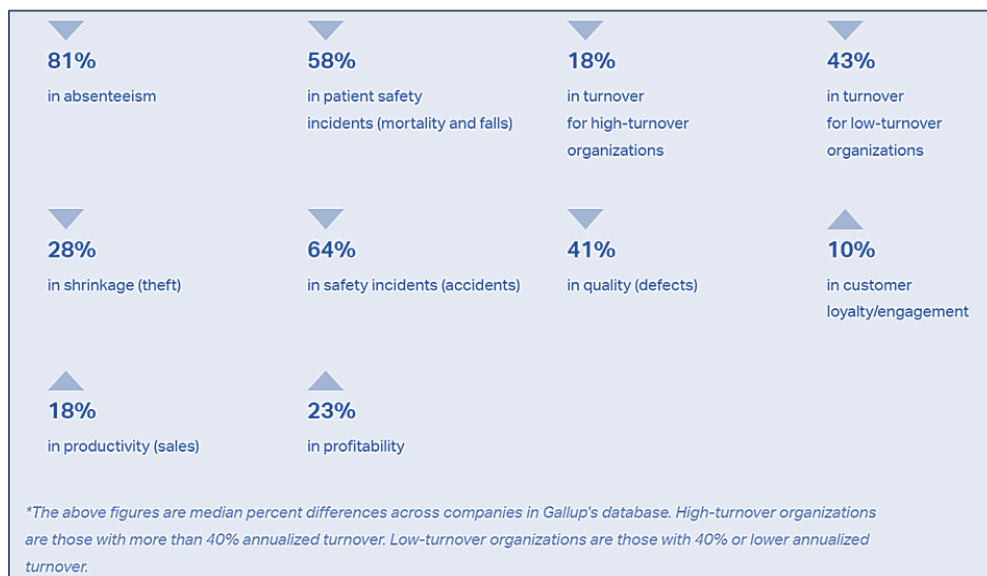 81%
in absenteeism
58%
in patient safety
incidents (mortality and falls)
18%
in turnover
for high-turnover
organizations
43%
in turnover
for low-turnover
organizations
28%
in shrinkage (theft)
64%
in safety incidents (accidents)
41%
in quality (defects)
10%
in customer
loyalty/engagement
18%
in productivity (sales)
23%
in profitability
*The above figures are median percent differences across companies in Gallup's database. High-turnover organizations
are those with more than 40% annualized turnover. Low-turnover organizations are those with 40% or lower annualized
turnover.